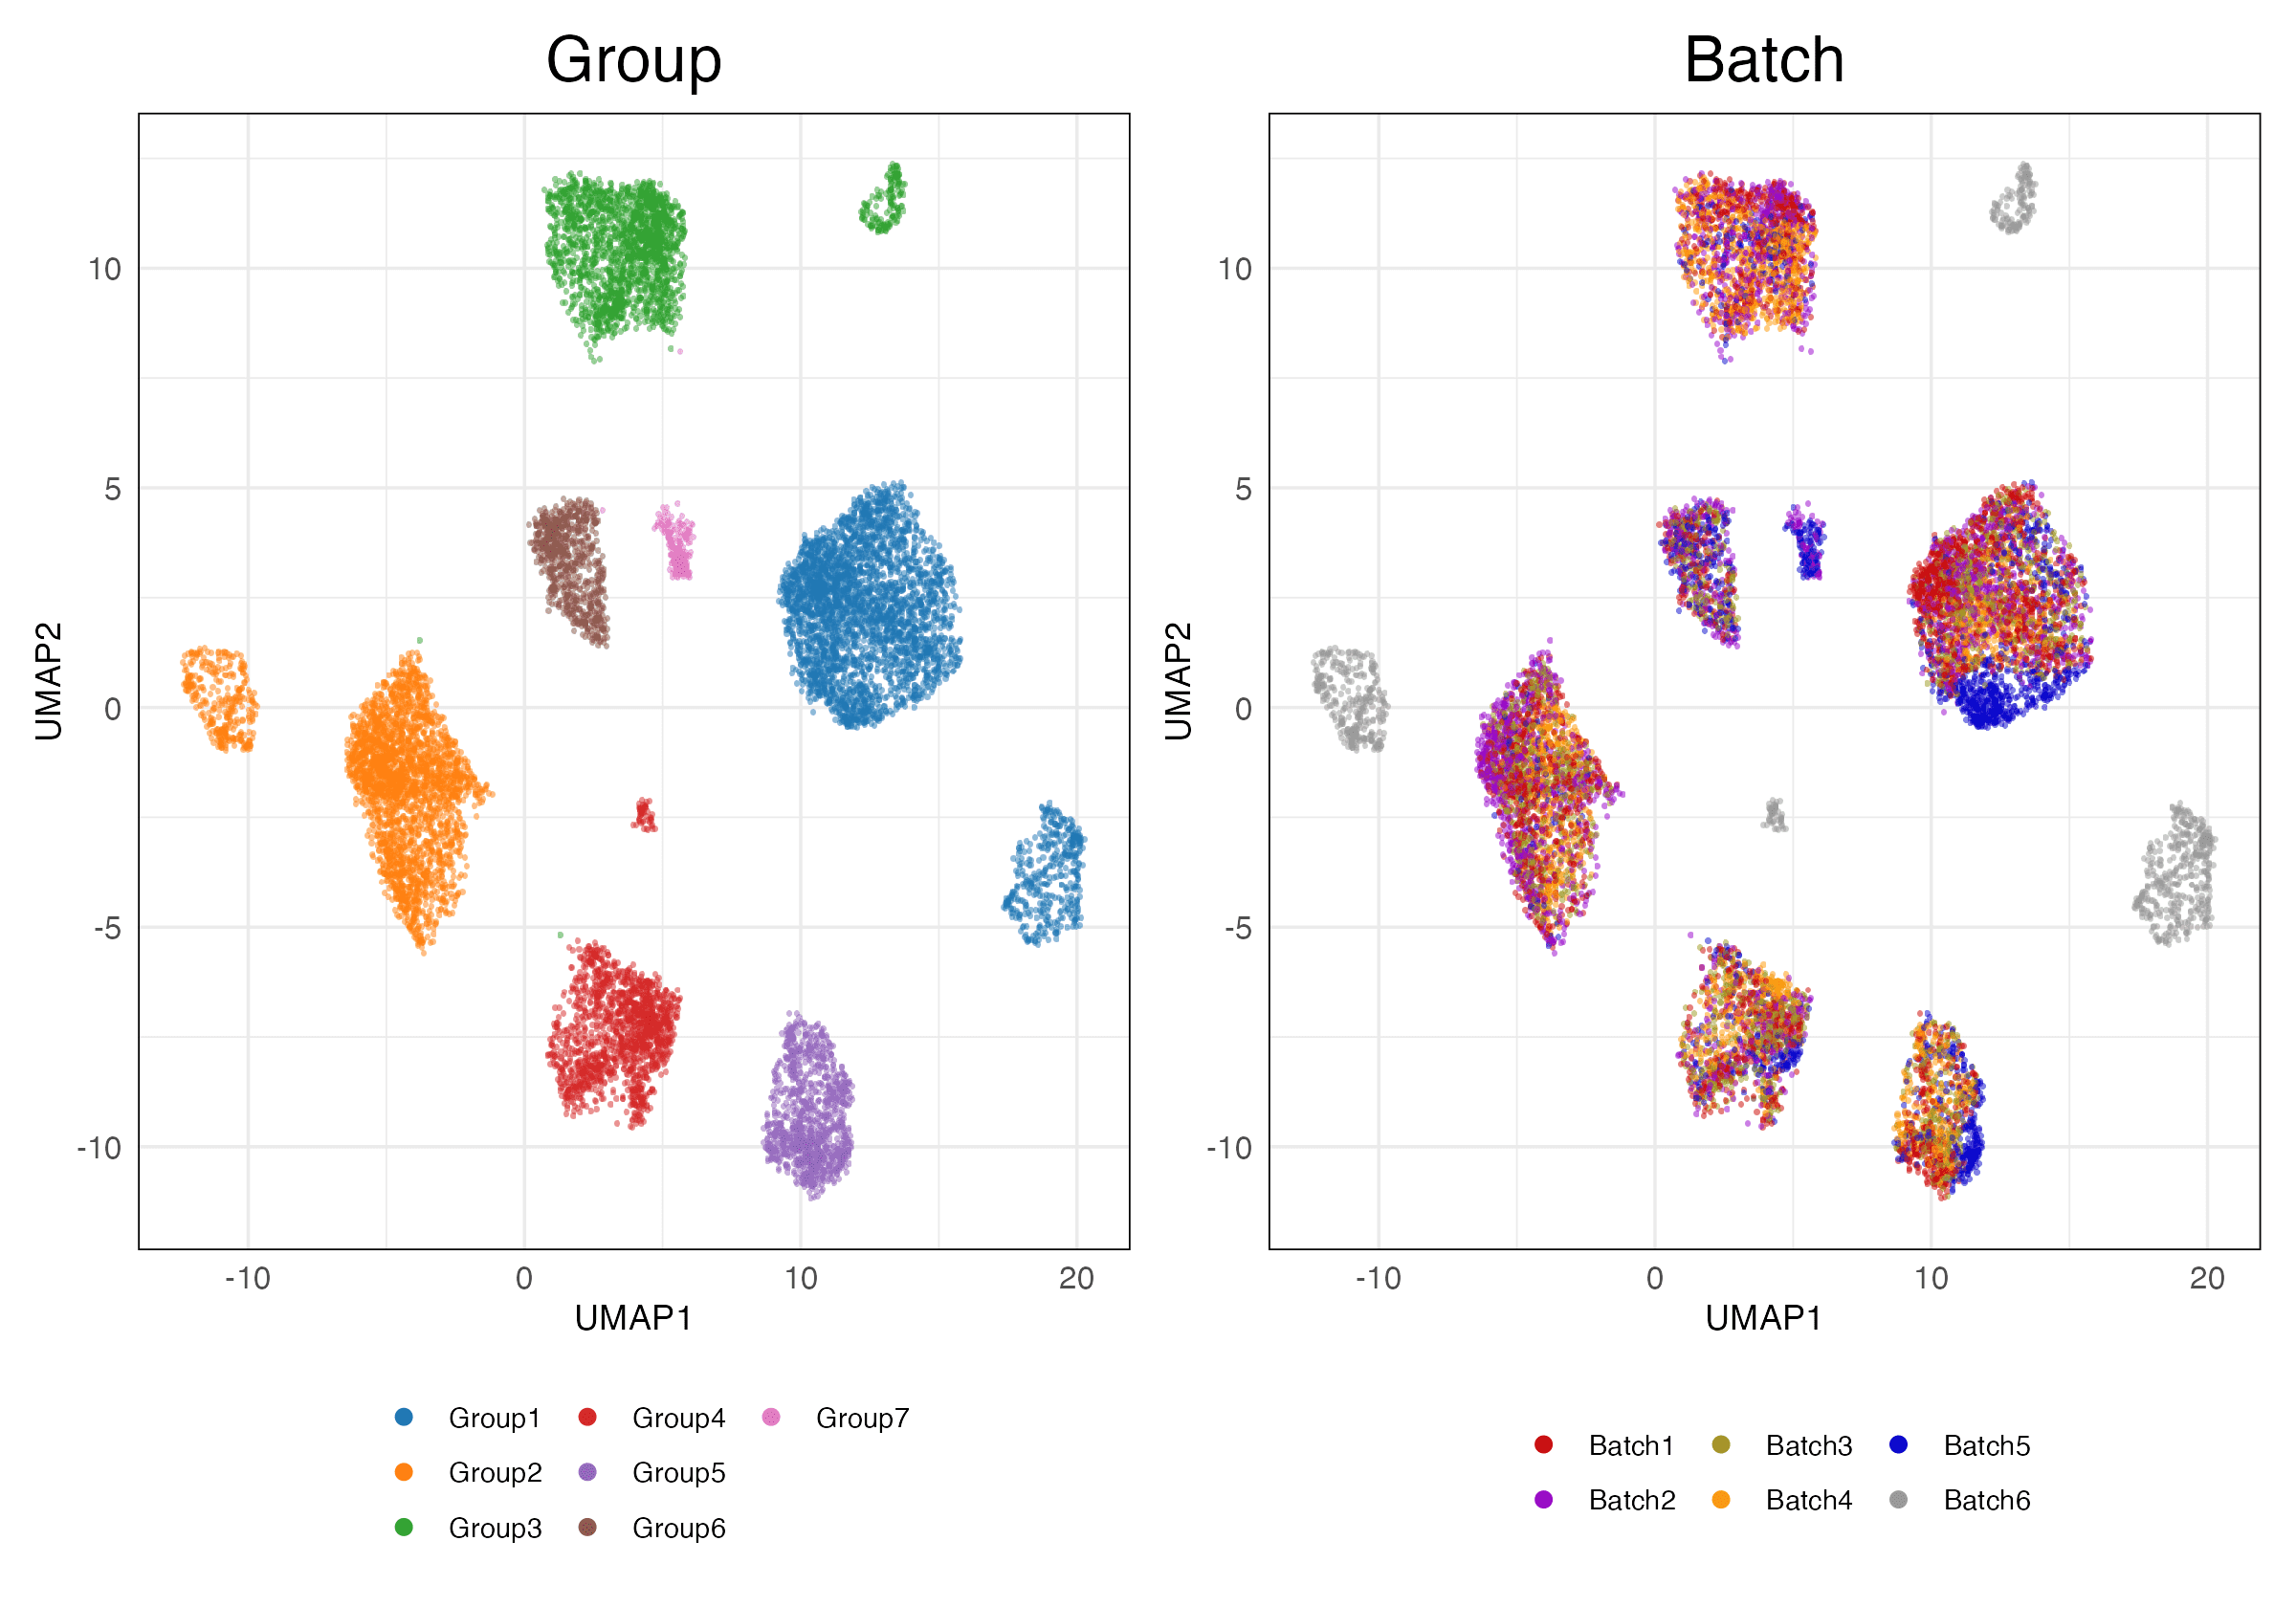 Group
Batch
10
5
0
-5
-10
UMAP2
-10 0 10 20
UMAP1
10
5
0
-5
-10
UMAP2
-10 0 10 20
UMAP1
Group1 Group4 Group7
Group2 Group5
Group3 Group6
Batch1 Batch3 Batch5
Batch2 Batch4 Batch6